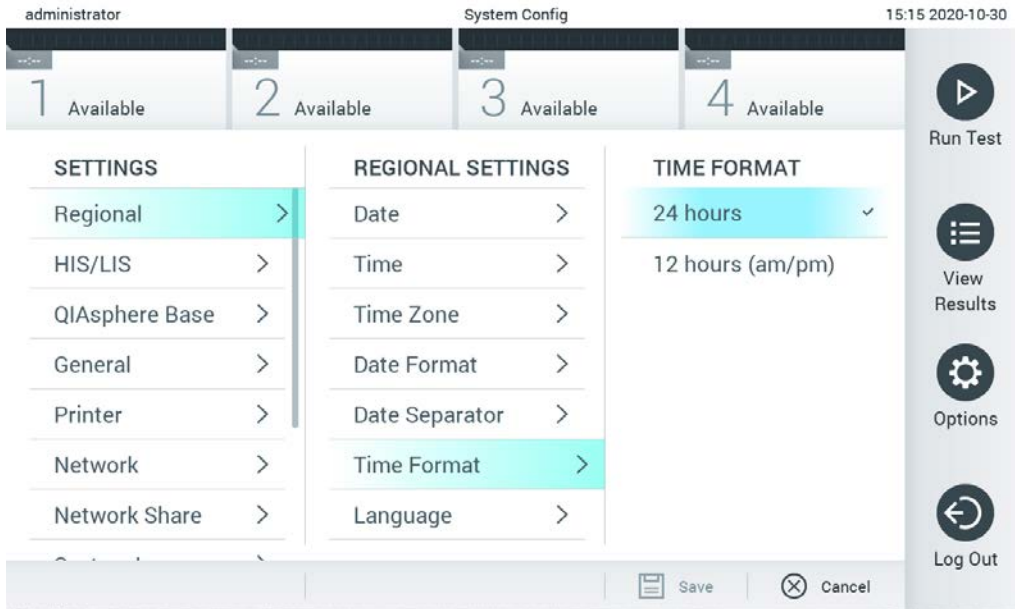 administrator System Config 15:15 2020-10-30
--:-- --:-- --:-- --:--
1 Available 2 Available 3 Available 4 Available
Run Test
SETTINGS REGIONAL SETTINGS TIME FORMAT
Regional Date 24 hours
HIS/LIS Time 12 hours (am/pm)
View
Results
QIAsphere Base Time Zone
General Date Format
Printer Date Separator
Options
Network Time Format
Network Share Language
Log Out
Save Cancel